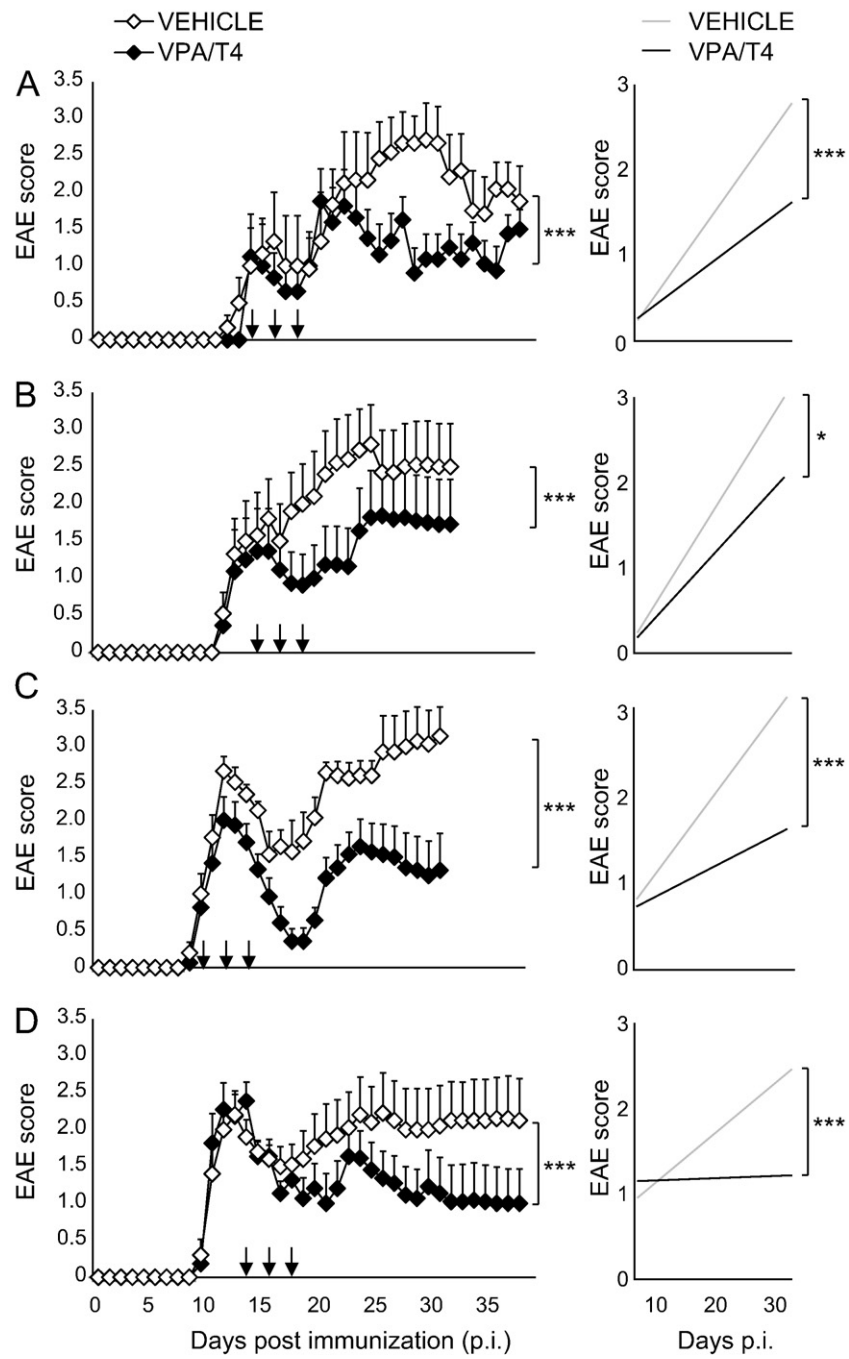 VEHICLE
VPA/T4
VEHICLE
VPA/T4
A
3.5
3.0
2.5
2.0
1.5
1.0
0.5
0
EAE score
***
3
2
1
0
EAE score
***
B
3.5
3.0
2.5
2.0
1.5
1.0
0.5
0
EAE score
***
3
2
1
0
EAE score
*
C
3.5
3.0
2.5
2.0
1.5
1.0
0.5
0
EAE score
***
3
2
1
0
EAE score
***
D
3.5
3.0
2.5
2.0
1.5
1.0
0.5
0
EAE score
***
0 5 10 15 20 25 30 35
Days post immunization (p.i.)
3
2
1
0
EAE score
***
10 20 30
Days p.i.